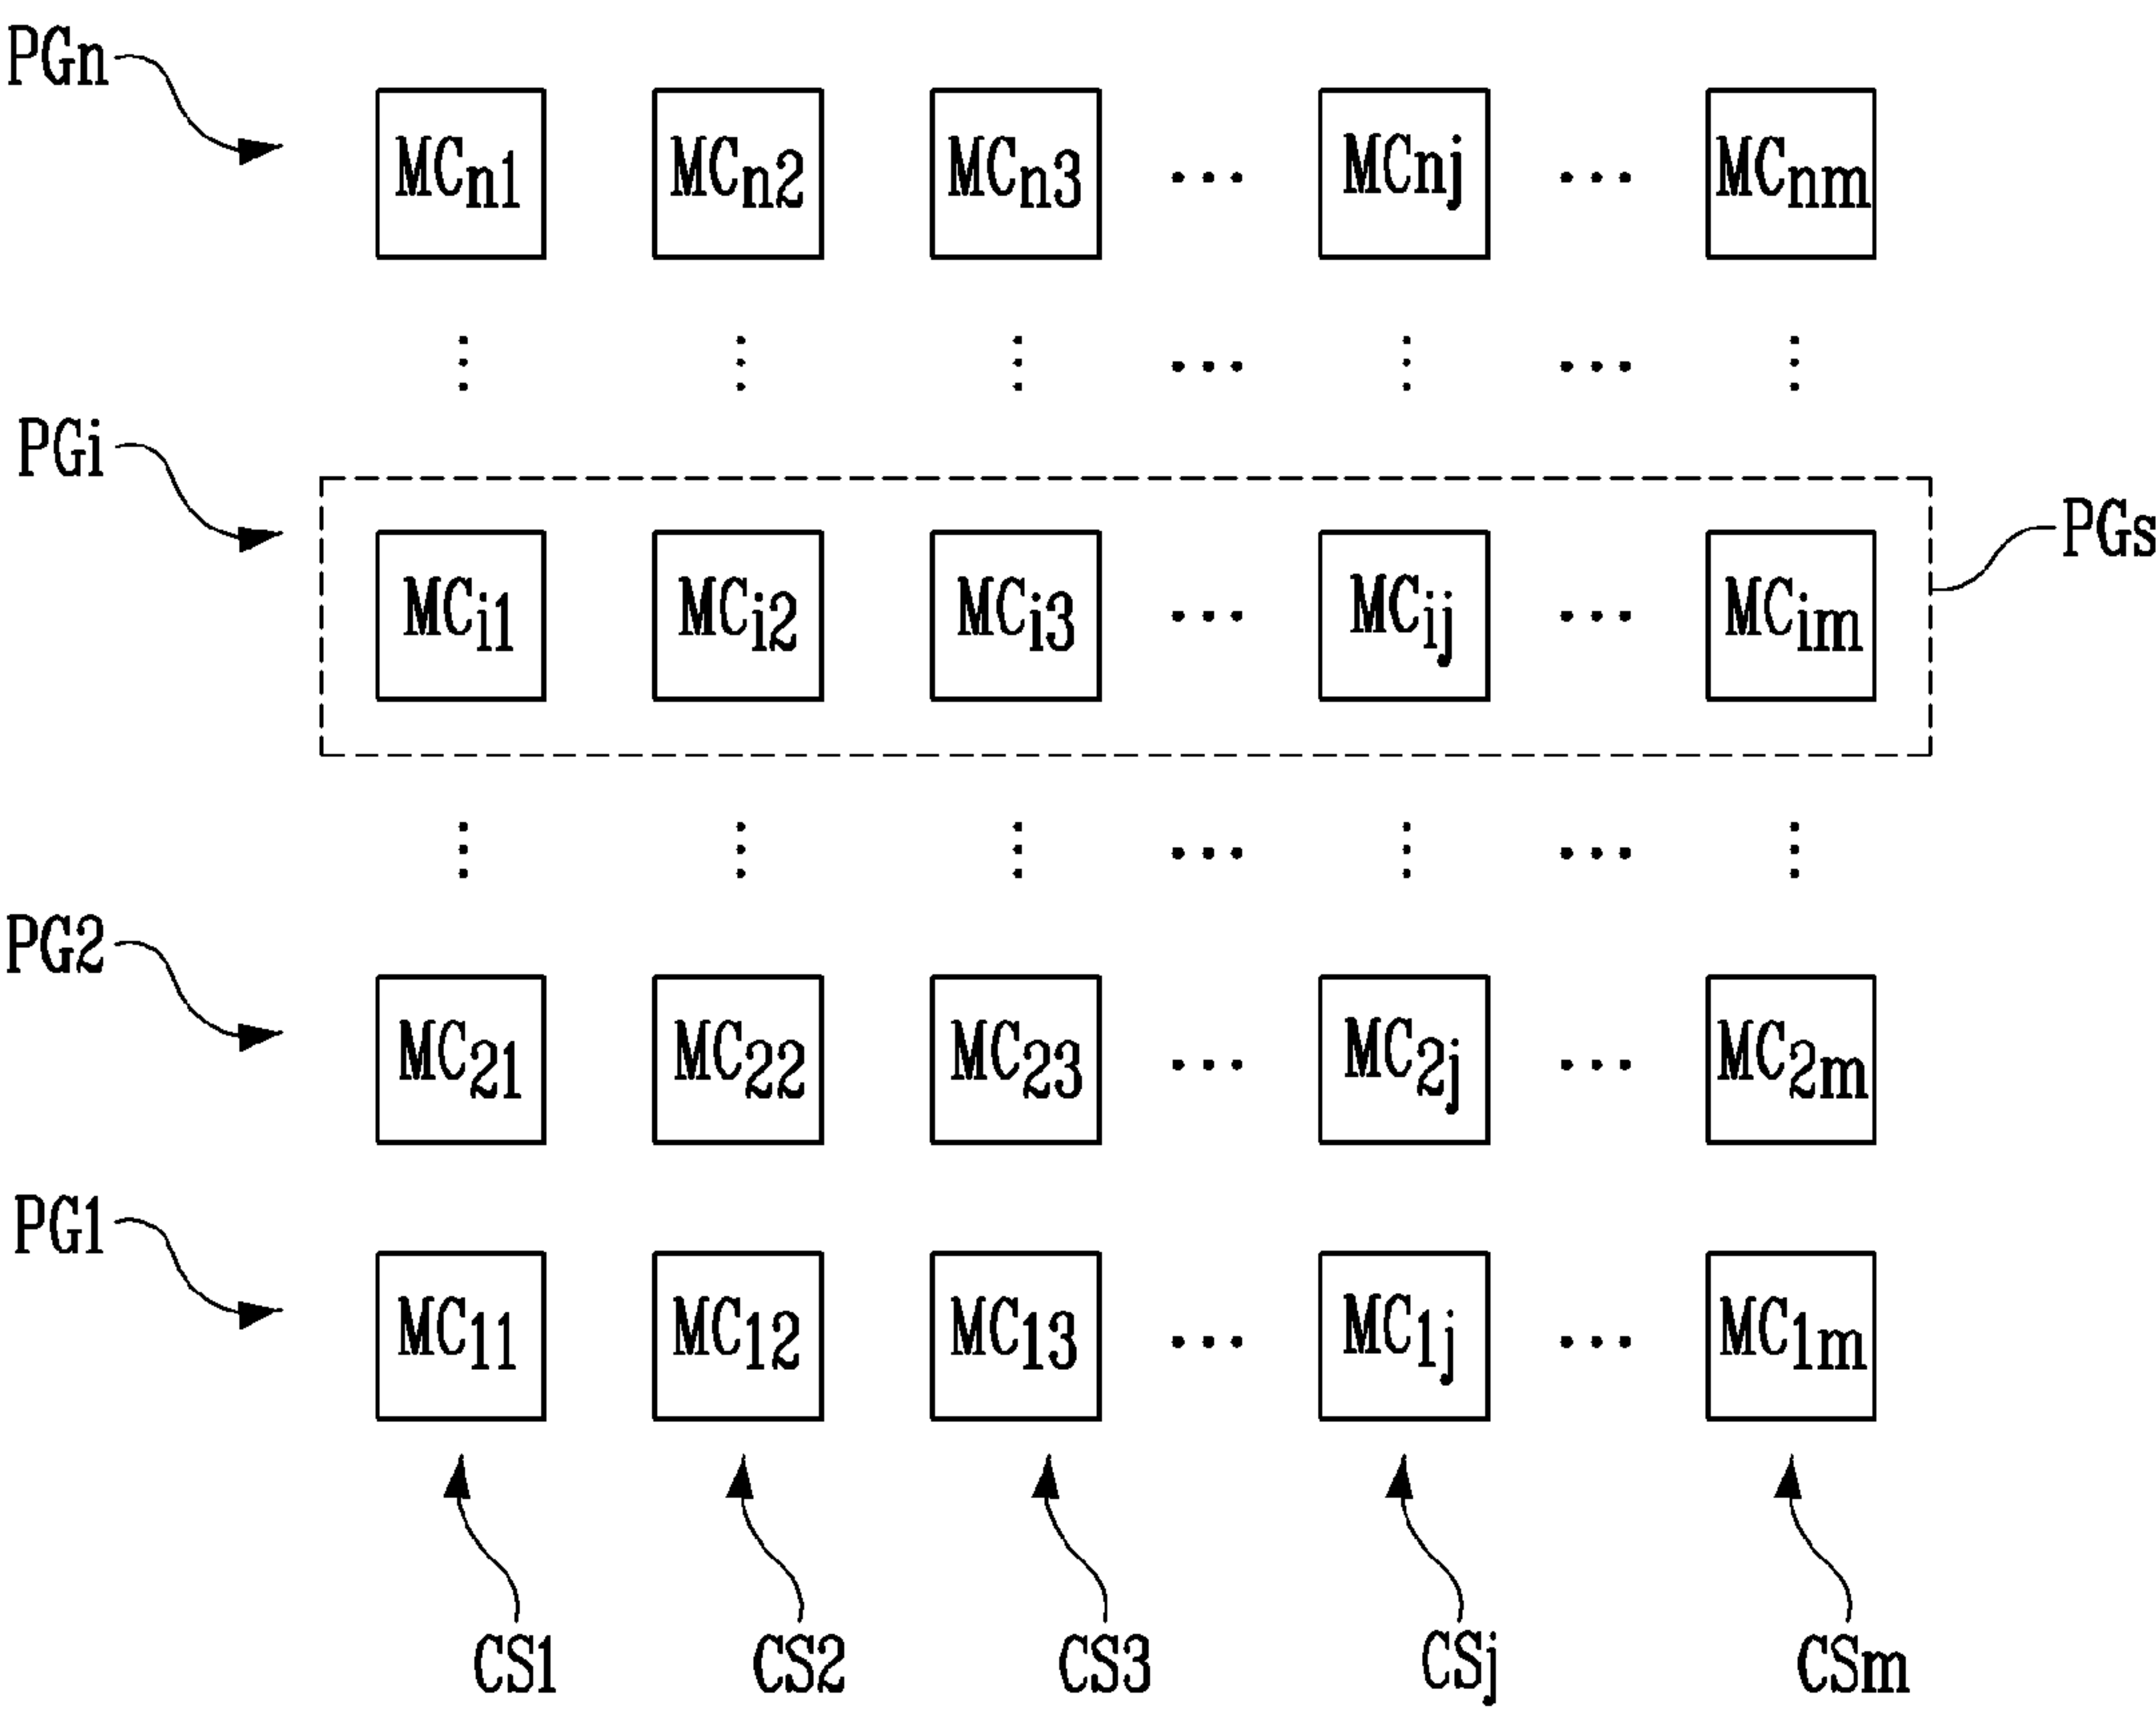 PGn
MCn1 MCn2 MCn3 ... MCnj ... MCnm
PGi
PGs
MCi1 MCi2 MCi3 ... MCij ... MCim
PG2
MC21 MC22 MC23 ... MC2j ... MC2m
PG1
MC11 MC12 MC13 ... MC1j ... MC1m
CS1 CS2 CS3 CSj CSm